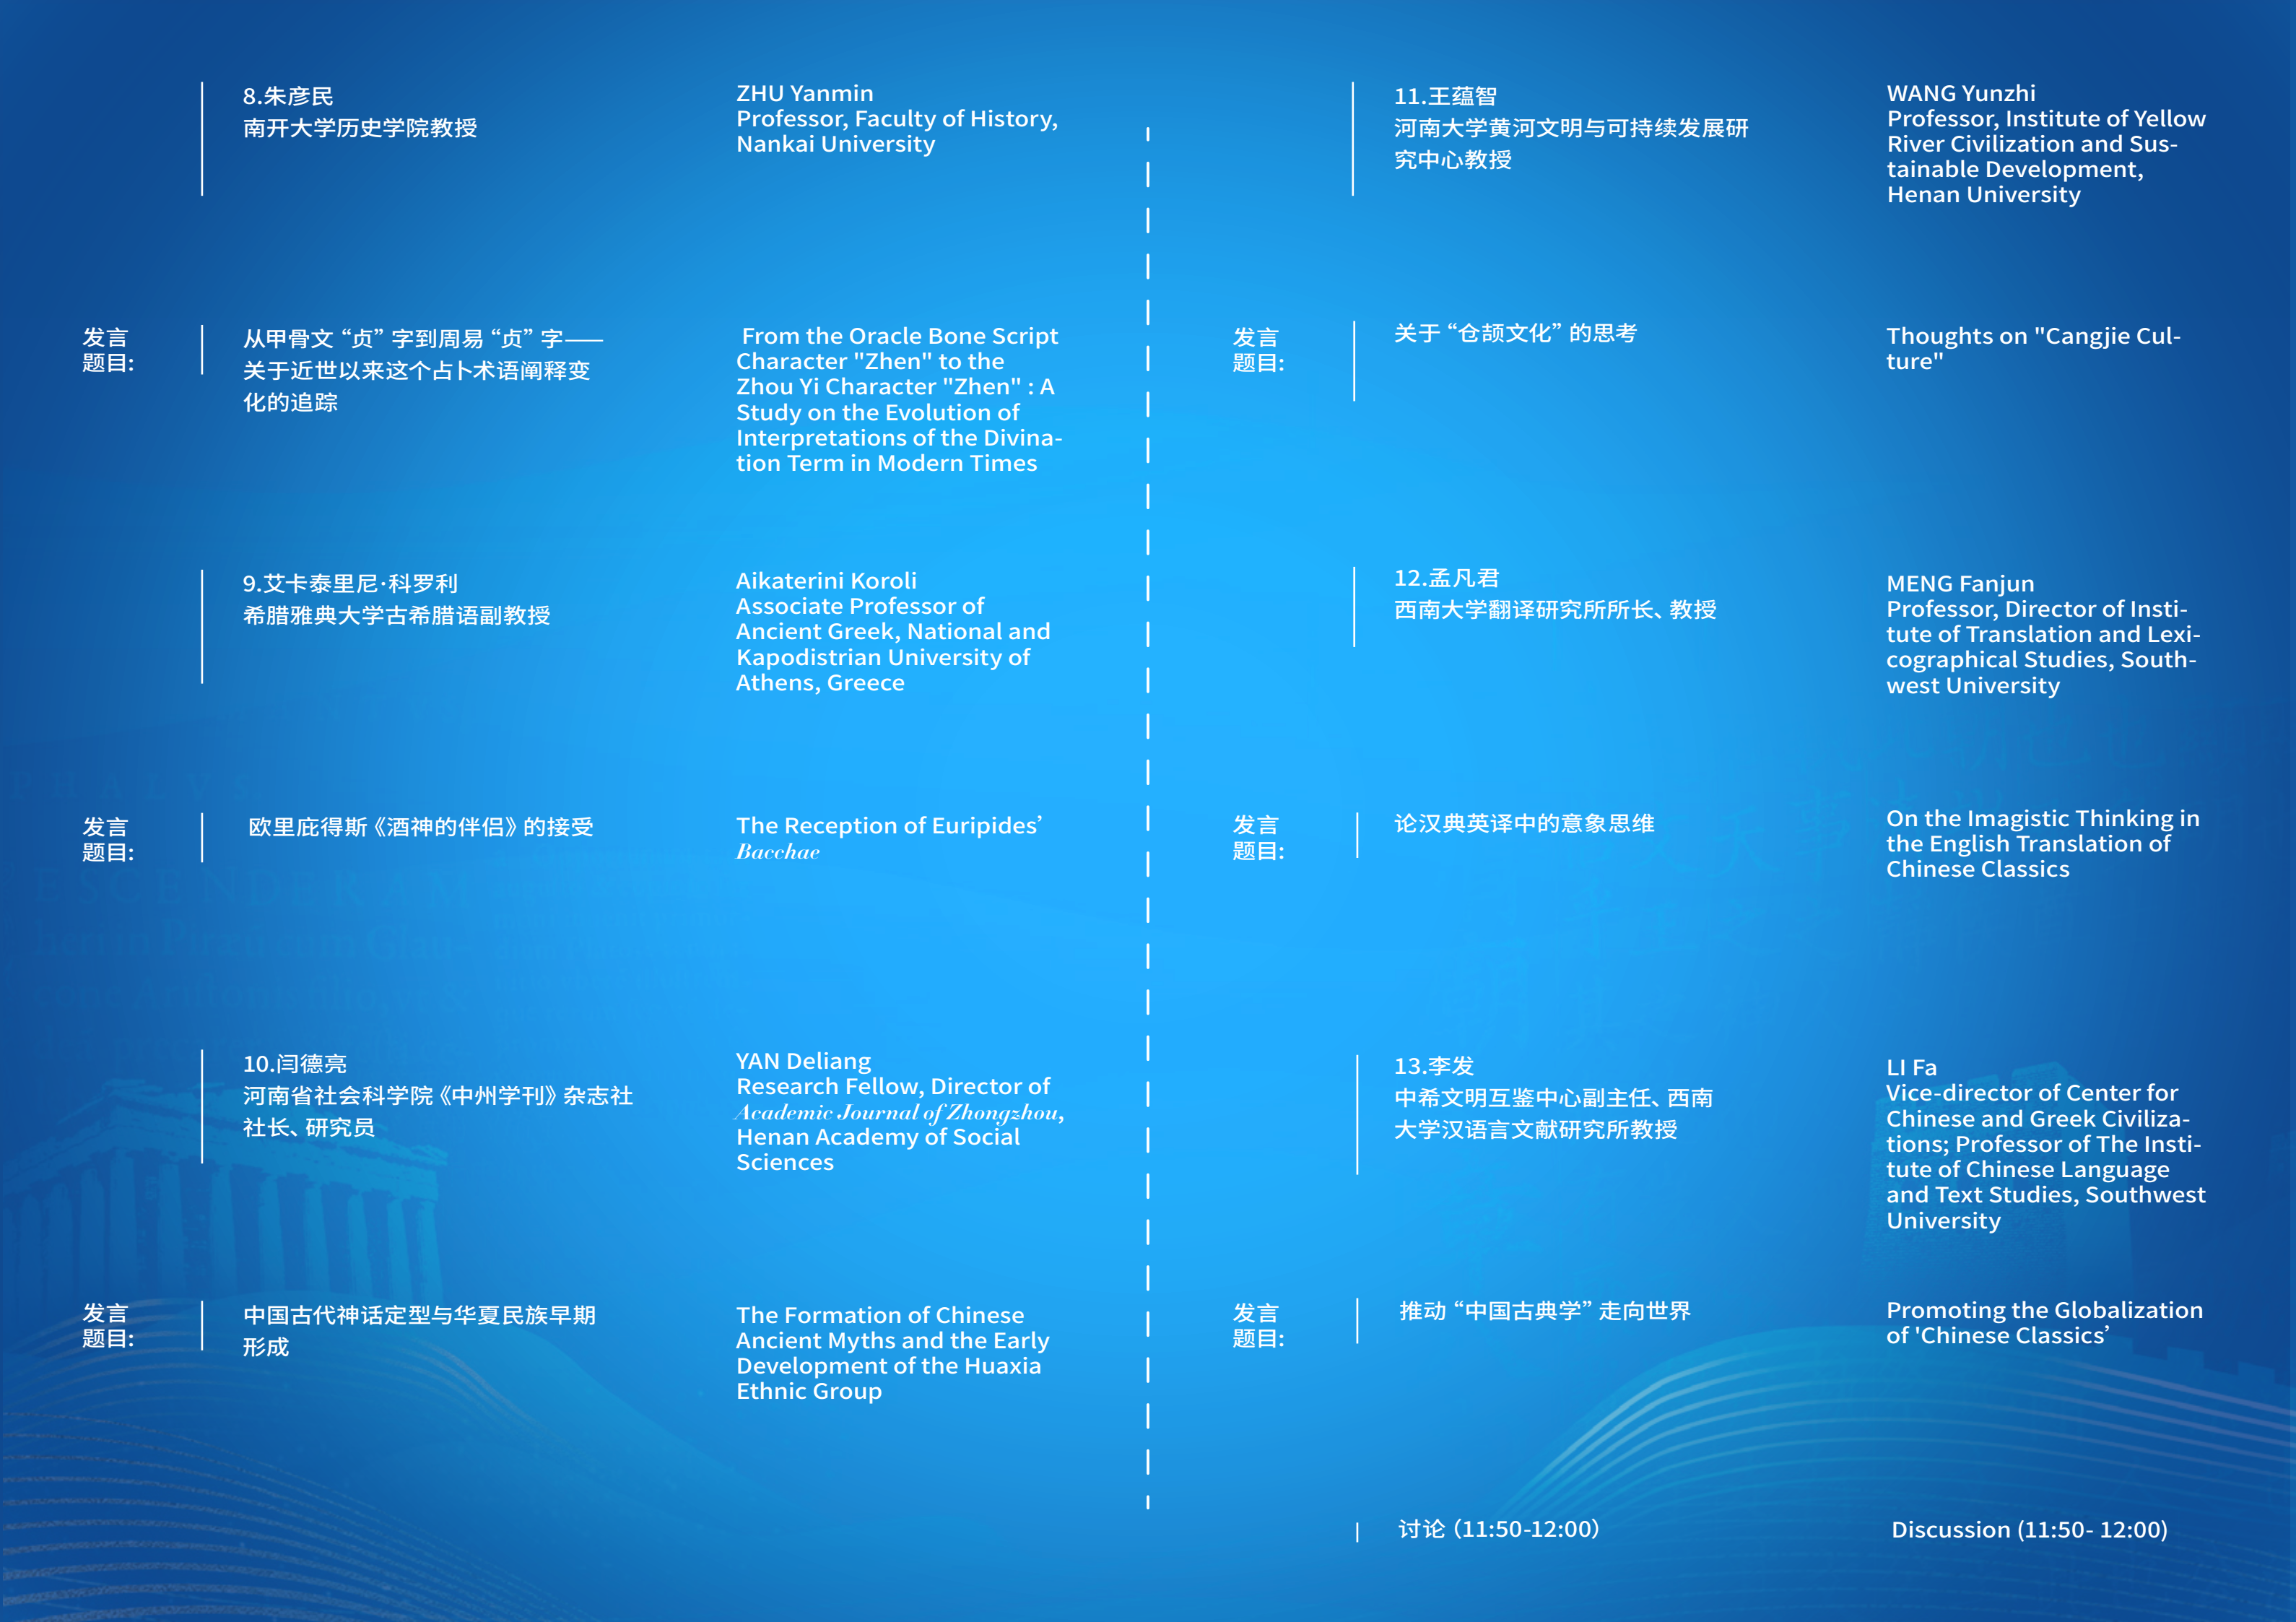 8.朱彦民
南开大学历史学院教授
ZHU Yanmin
Professor, Faculty of History,
Nankai University
发言
题目:
从甲骨文“贞”字到周易“贞”字——
关于近世以来这个占卜术语阐释变
化的追踪
From the Oracle Bone Script
Character "Zhen" to the
Zhou Yi Character "Zhen" : A
Study on the Evolution of
Interpretations of the Divina-
tion Term in Modern Times
9.艾卡泰里尼·科罗利
希腊雅典大学古希腊语副教授
Aikaterini Koroli
Associate Professor of
Ancient Greek, National and
Kapodistrian University of
Athens, Greece
发言
题目:
欧里庇得斯《酒神的伴侣》的接受
The Reception of Euripides’
Bacchae
10.闫德亮
河南省社会科学院《中州学刊》杂志社
社长、研究员
YAN Deliang
Research Fellow, Director of
Academic Journal of Zhongzhou,
Henan Academy of Social
Sciences
发言
题目:
中国古代神话定型与华夏民族早期
形成
The Formation of Chinese
Ancient Myths and the Early
Development of the Huaxia
Ethnic Group
11.王蕴智
河南大学黄河文明与可持续发展研
究中心教授
WANG Yunzhi
Professor, Institute of Yellow
River Civilization and Sus-
tainable Development,
Henan University
发言
题目:
关于“仓颉文化”的思考
Thoughts on "Cangjie Cul-
ture"
12.孟凡君
西南大学翻译研究所所长、教授
MENG Fanjun
Professor, Director of Insti-
tute of Translation and Lexi-
cographical Studies, South-
west University
发言
题目:
论汉典英译中的意象思维
On the Imagistic Thinking in
the English Translation of
Chinese Classics
13.李发
中希文明互鉴中心副主任、西南
大学汉语言文献研究所教授
LI Fa
Vice-director of Center for
Chinese and Greek Civiliza-
tions; Professor of The Insti-
tute of Chinese Language
and Text Studies, Southwest
University
发言
题目:
推动“中国古典学”走向世界
Promoting the Globalization
of 'Chinese Classics’
讨论（11:50-12:00）
Discussion (11:50- 12:00)